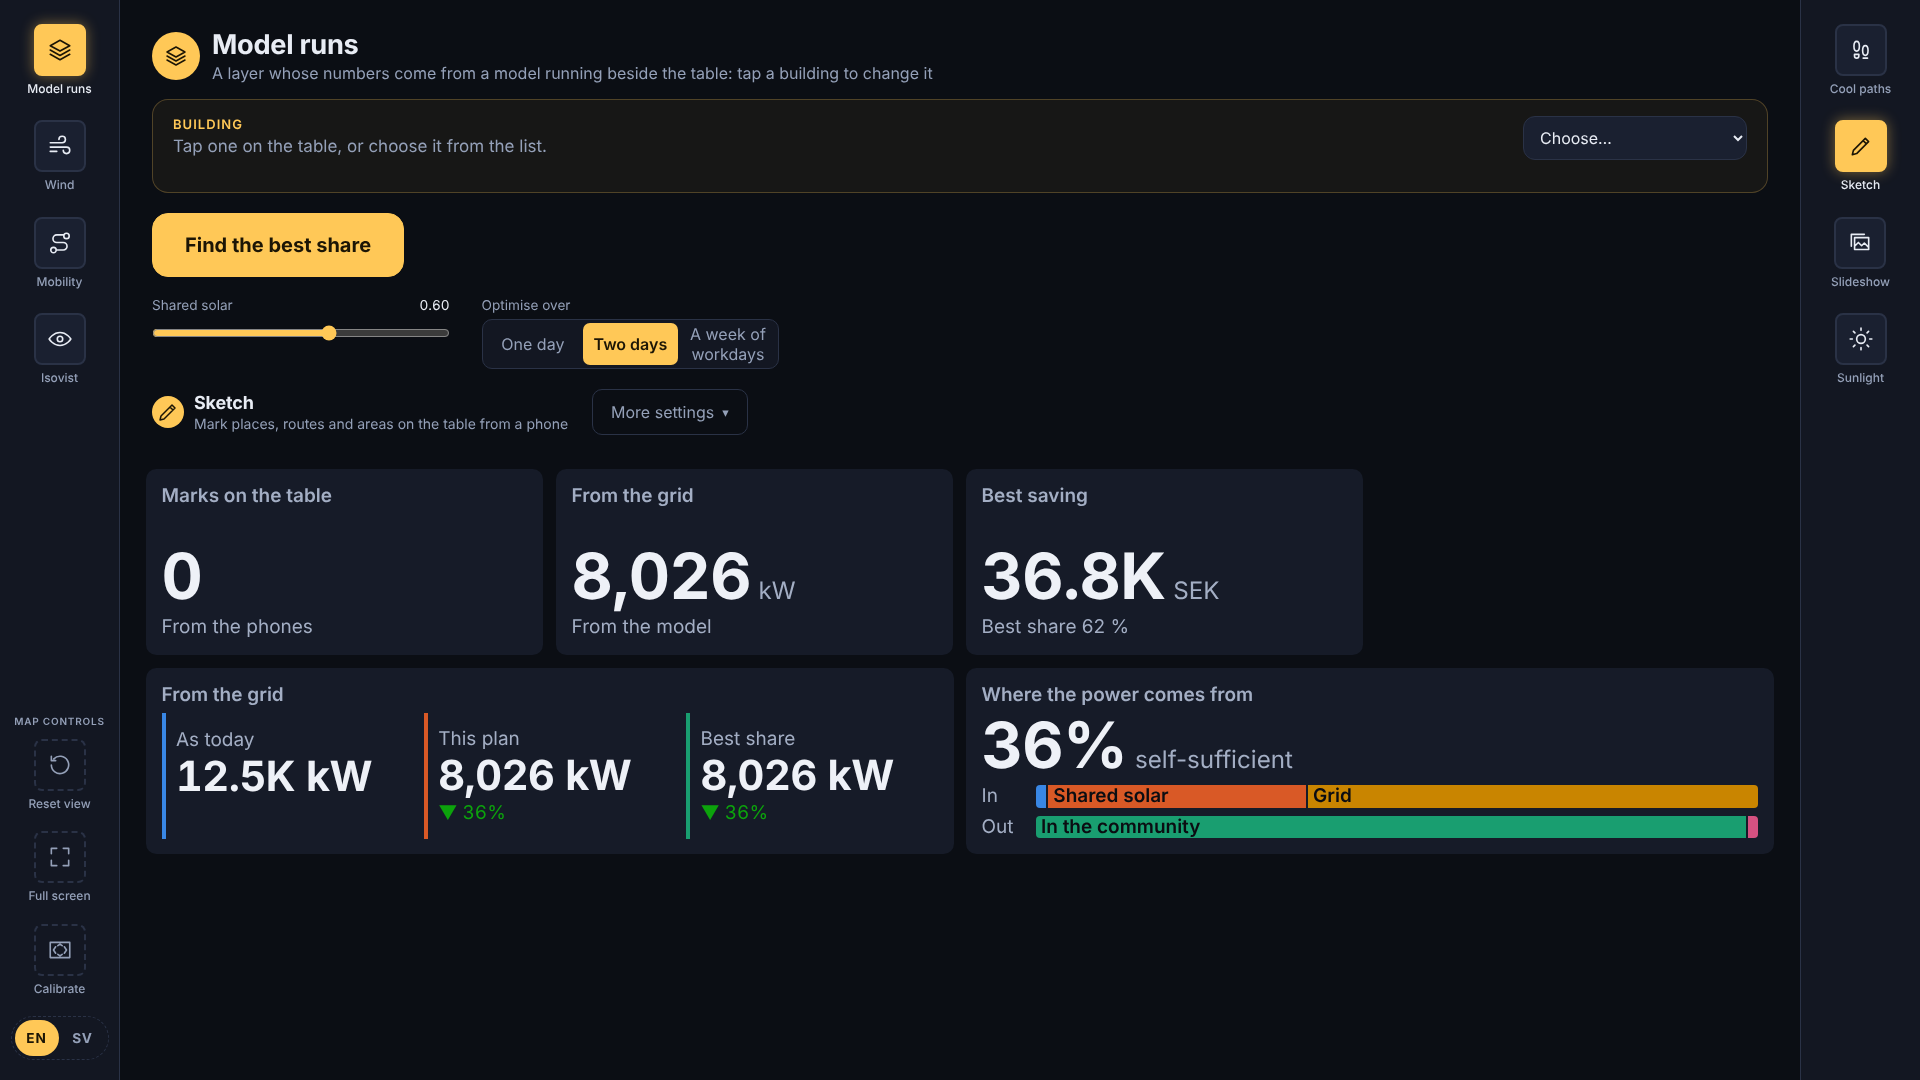 Model runs
Wind
Mobility
Isovist
MAP CONTROLS
Reset view
Full screen
Calibrate
EN SV
Model runs
A layer whose numbers come from a model running beside the table: tap a building to change it
BUILDING
Tap one on the table, or choose it from the list.
Choose...
Find the best share
Shared solar 0.60
Optimise over
One day
Two days
A week of
workdays
Sketch
Mark places, routes and areas on the table from a phone
More settings ▾
Marks on the table
0
From the phones
From the grid
8,026 kW
From the model
Best saving
36.8K SEK
Best share 62 %
From the grid
As today
12.5K kW
This plan
8,026 kW
▼ 36%
Best share
8,026 kW
▼ 36%
Where the power comes from
36% self-sufficient
In Shared solar Grid
Out In the community
Cool paths
Sketch
Slideshow
Sunlight